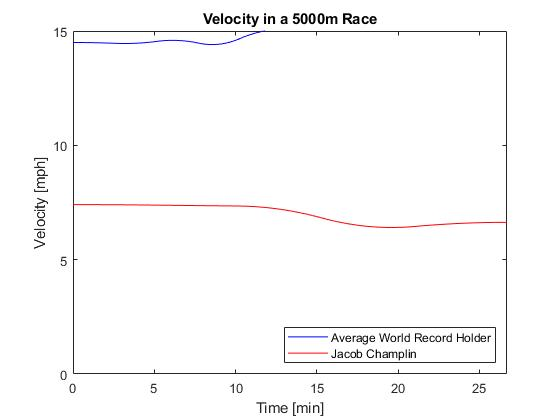 Velocity in a 5000m Race
15
10
5
0
Velocity [mph]
0 5 10 15 20 25
Time [min]
Average World Record Holder
Jacob Champlin